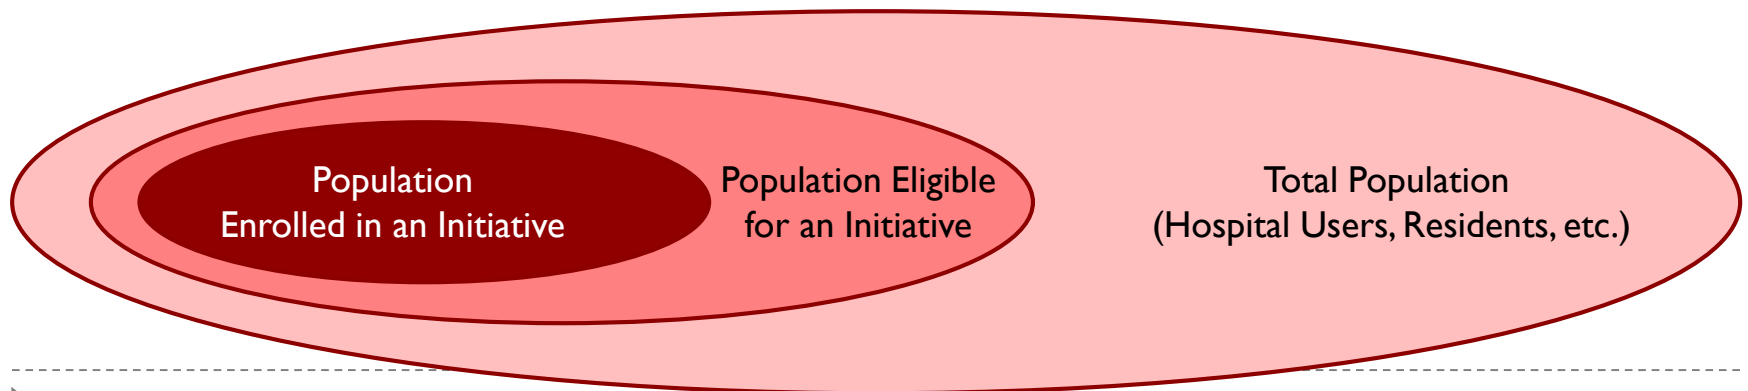 Population
Enrolled in an Initiative
Population Eligible
for an Initiative
Total Population
(Hospital Users, Residents, etc.)